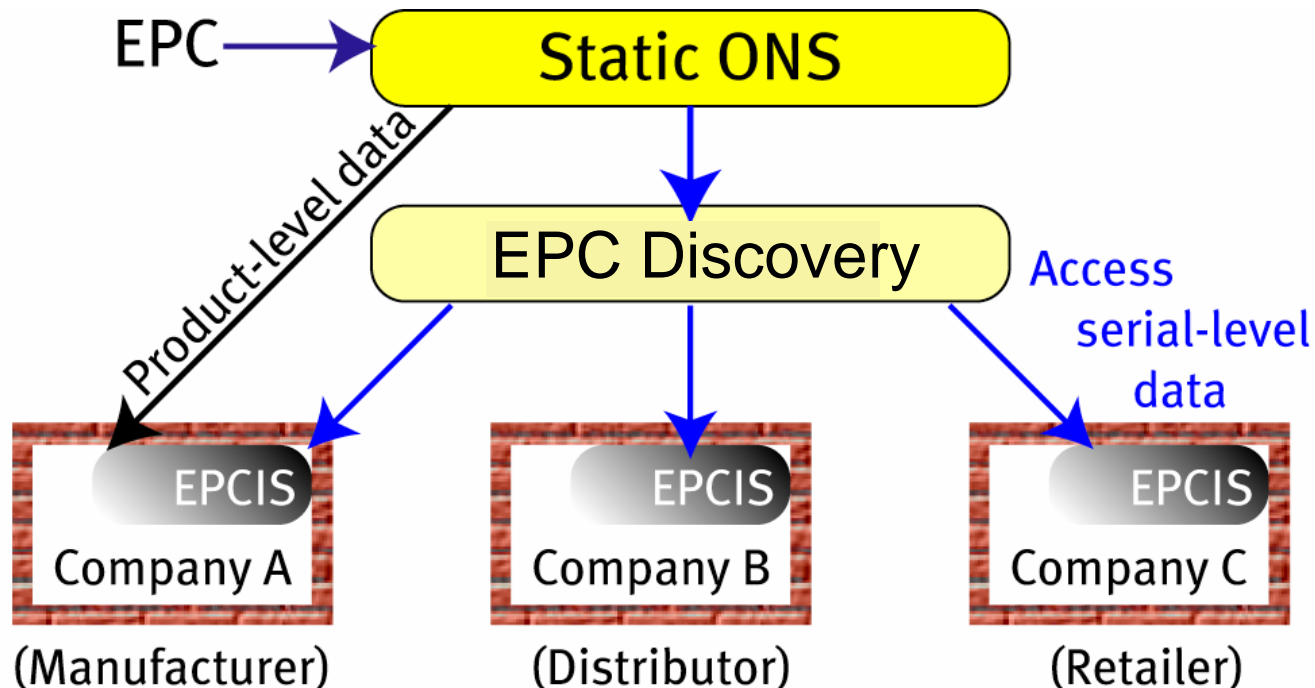 EPC
Static ONS
Product-level data
EPC Discovery
Access
serial-level
data
EPCIS
Company A
(Manufacturer)
EPCIS
Company B
(Distributor)
EPCIS
Company C
(Retailer)